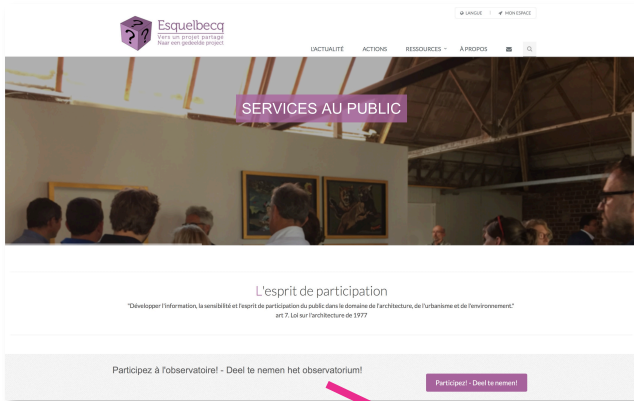 LANGUE
MON ESPACE
? ? ?
Esquelbecq
Vers un projet partagé
Naar een gedeelde project
L'ACTUALITÉ ACTIONS RESSOURCES À PROPOS
SERVICES AU PUBLIC
L'esprit de participation
"Développer l'information, la sensibilité et l'esprit de participation du public dans le domaine de l'architecture, de l'urbanisme et de l'environnement."
art 7. Loi sur l'architecture de 1977
Participez à l'observatoire! - Deel te nemen het observatorium!
Participez! - Deel te nemen!